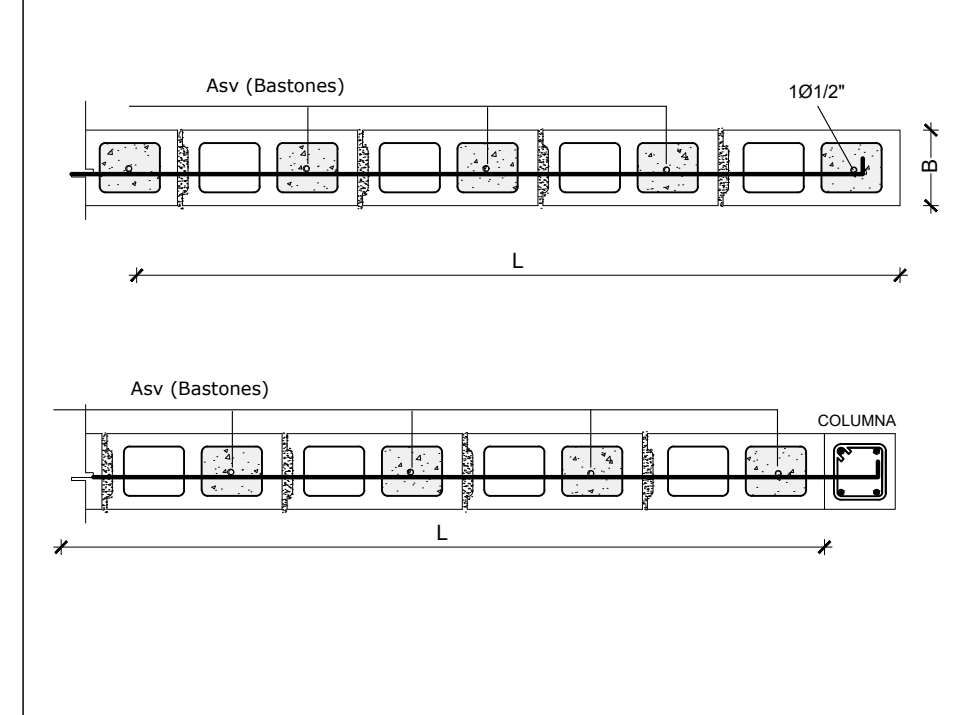 Asv (Bastones)
1Ø1/2"
B
L
Asv (Bastones)
COLUMNA
L